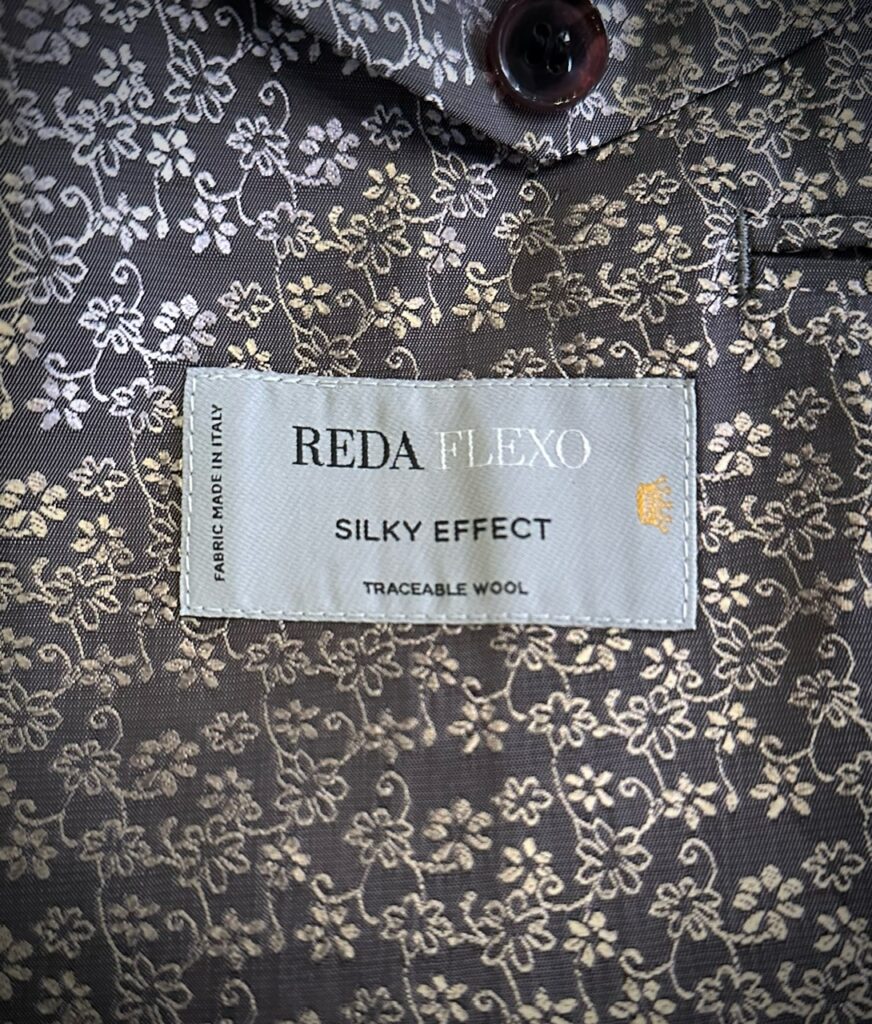 FABRIC MADE IN ITALY
REDA FLEXO
SILKY EFFECT
TRACEABLE WOOL